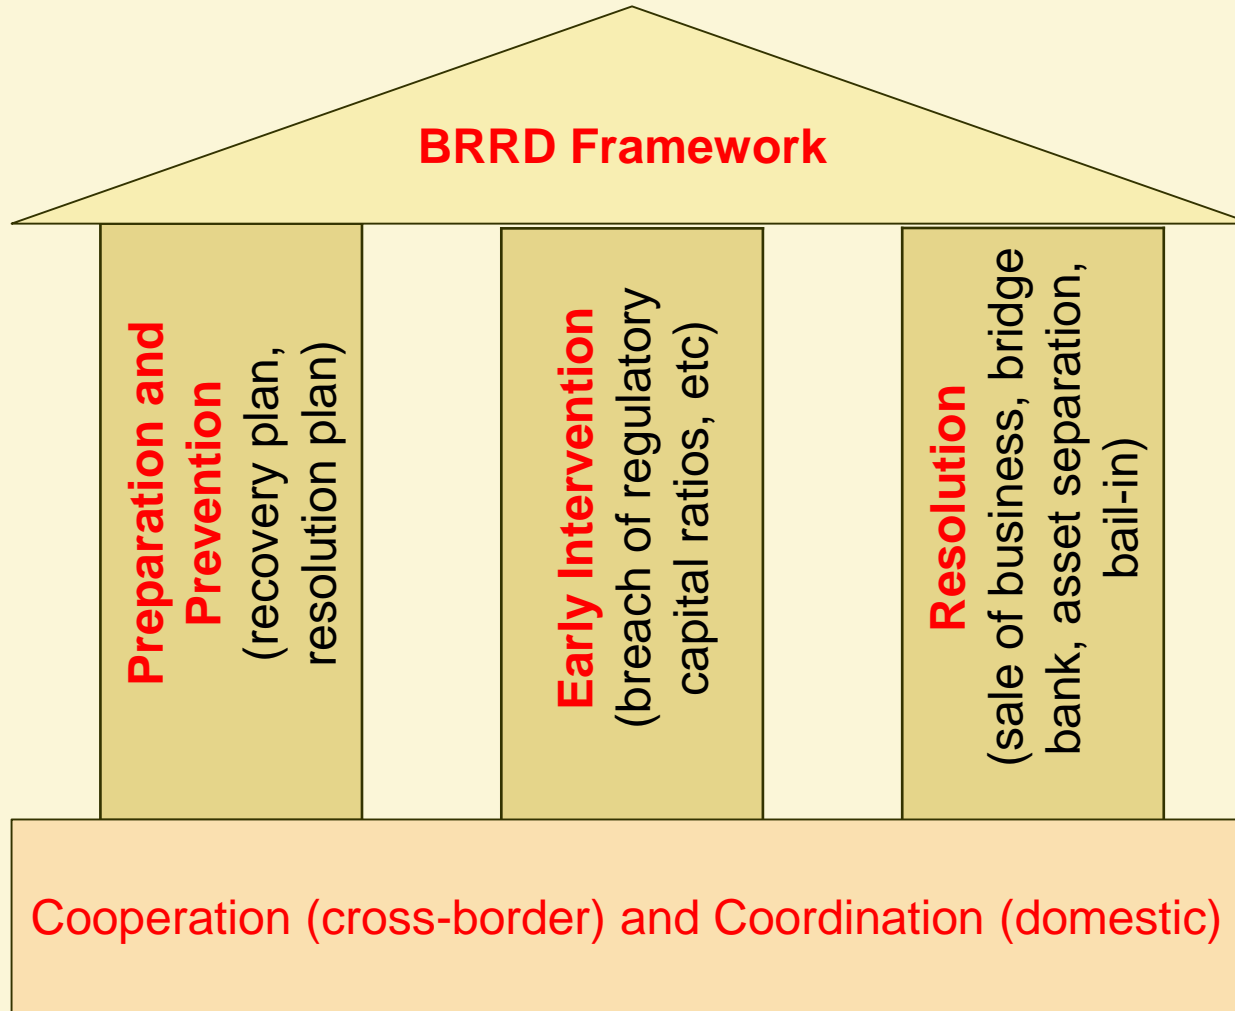 BRRD Framework
Preparation and
Prevention
(recovery plan,
resolution plan)
Early Intervention
(breach of regulatory
capital ratios, etc)
Resolution
(sale of business, bridge
bank, asset separation,
bail-in)
Cooperation (cross-border) and Coordination (domestic)